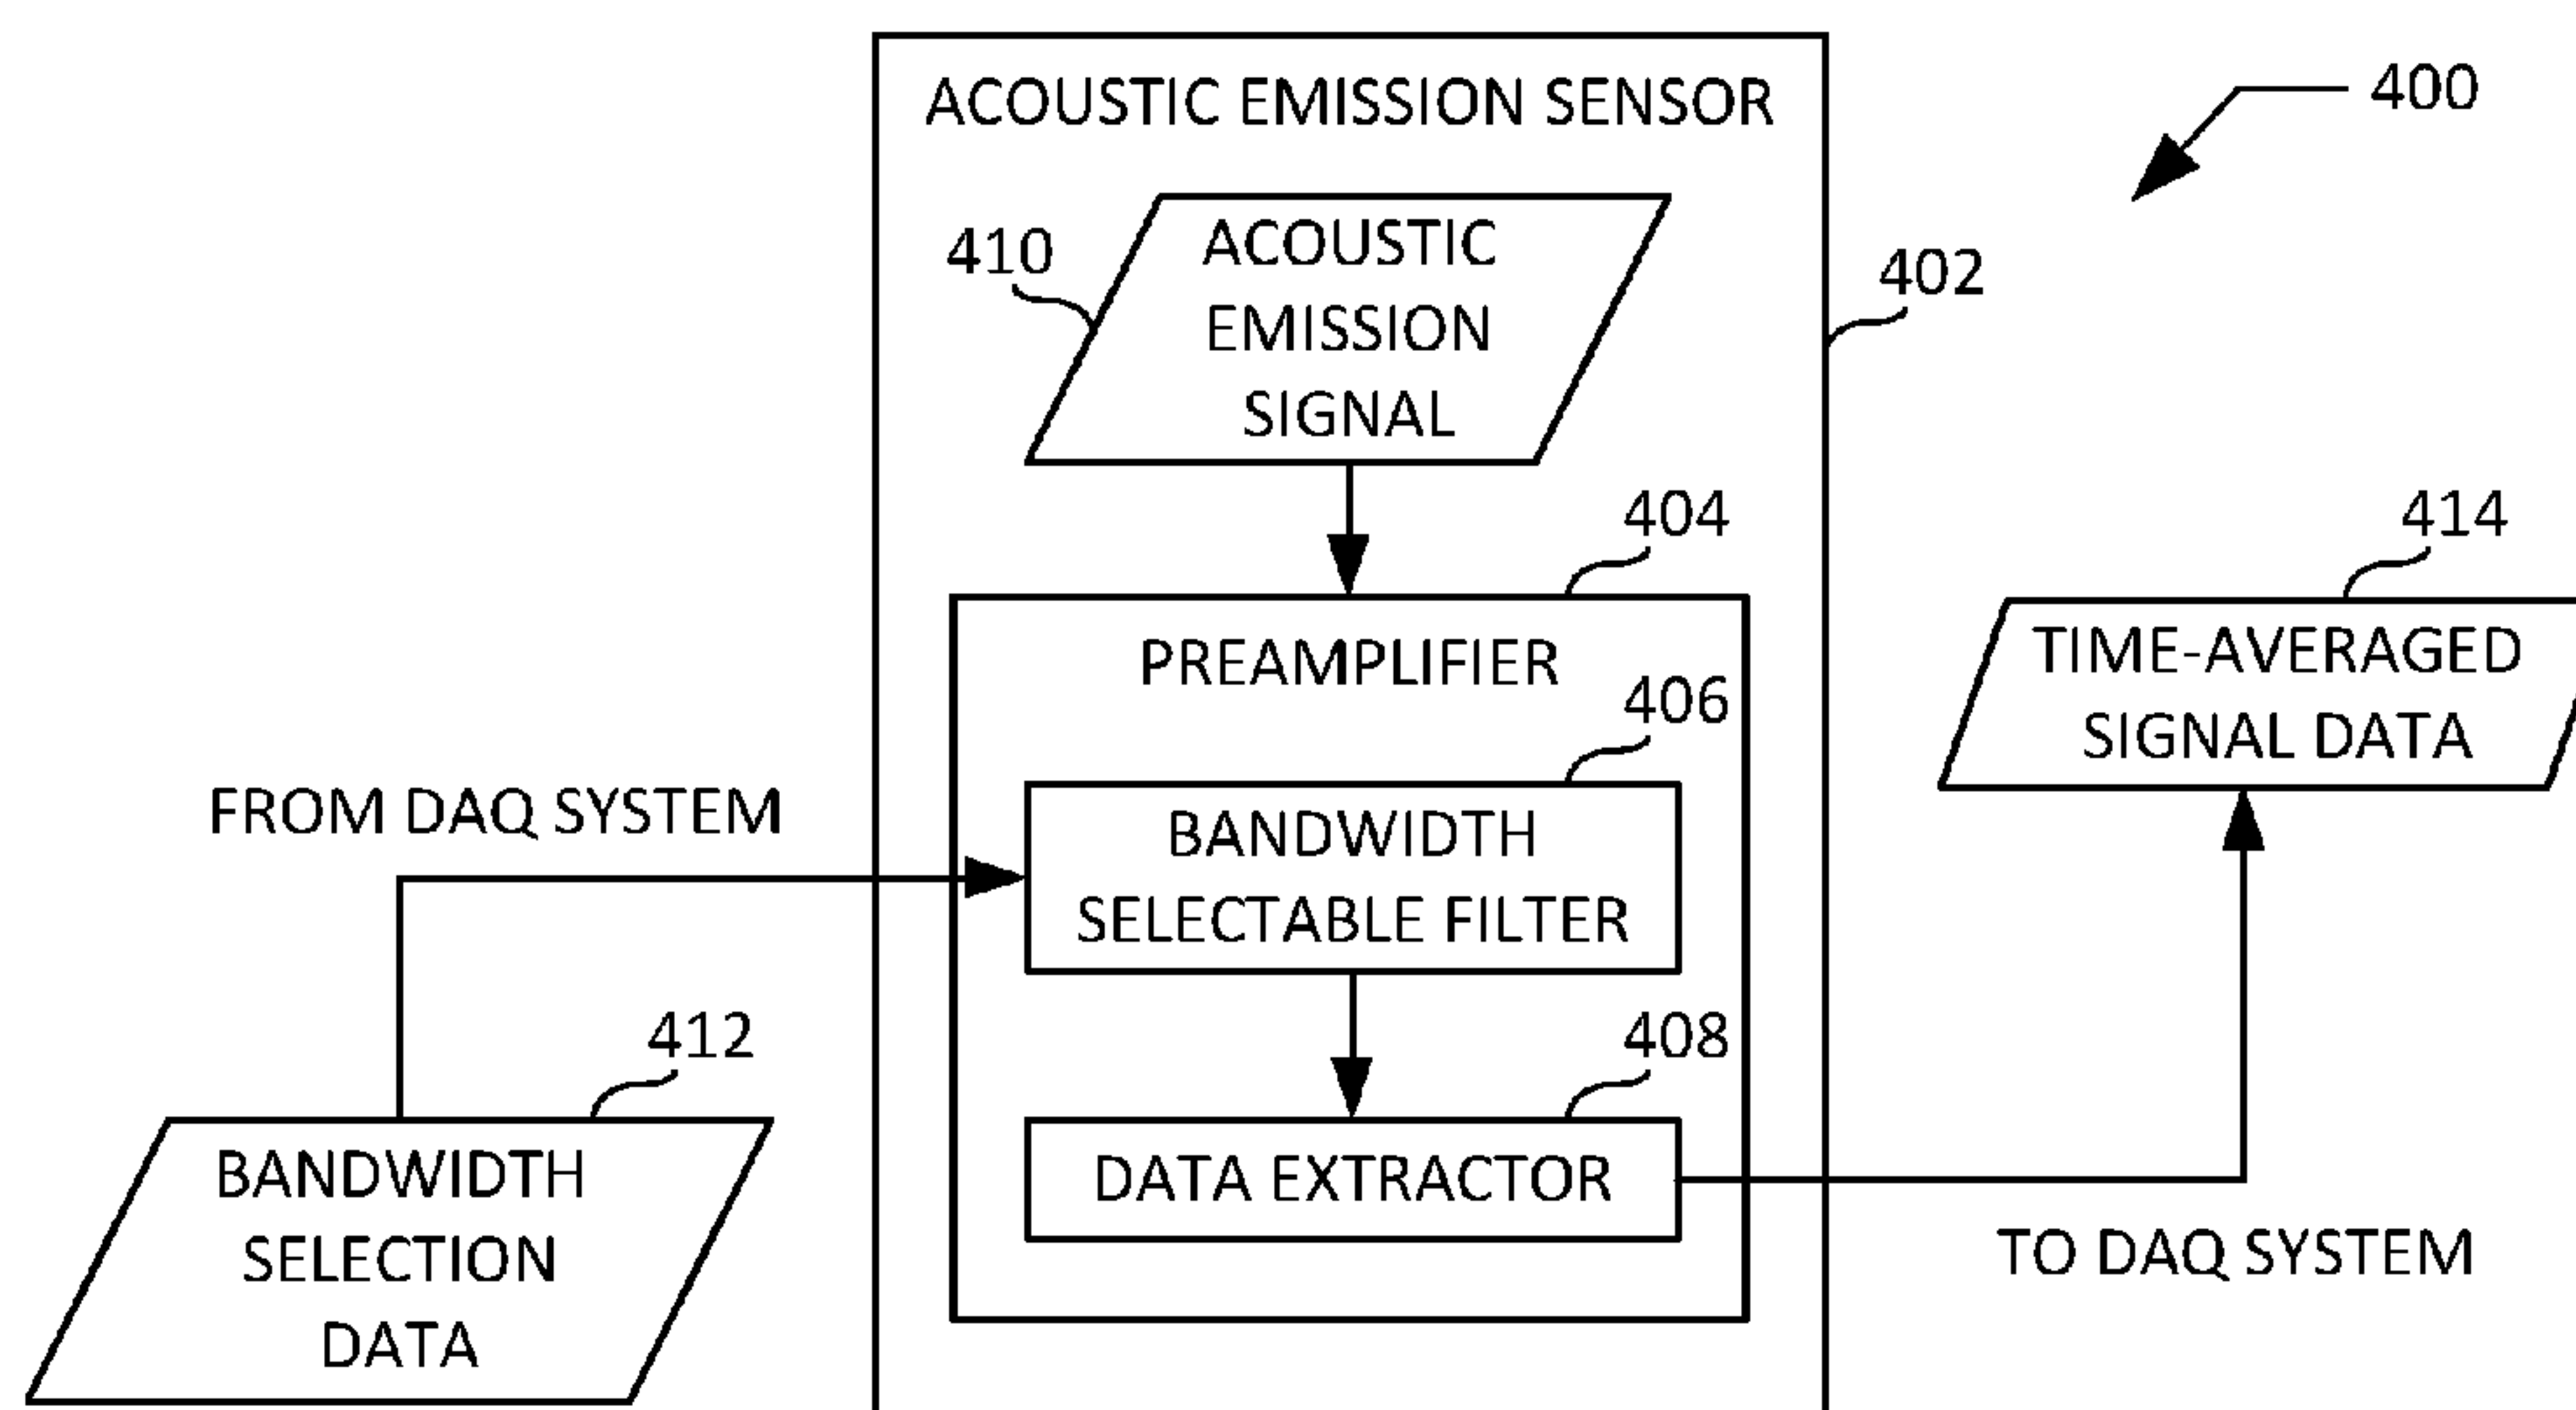 ACOUSTIC EMISSION SENSOR
400
410
ACOUSTIC
EMISSION
SIGNAL
402
404
414
PREAMPLIFIER
TIME-AVERAGED
SIGNAL DATA
406
FROM DAQ SYSTEM
BANDWIDTH
SELECTABLE FILTER
412
408
BANDWIDTH
SELECTION
DATA
DATA EXTRACTOR
TO DAQ SYSTEM